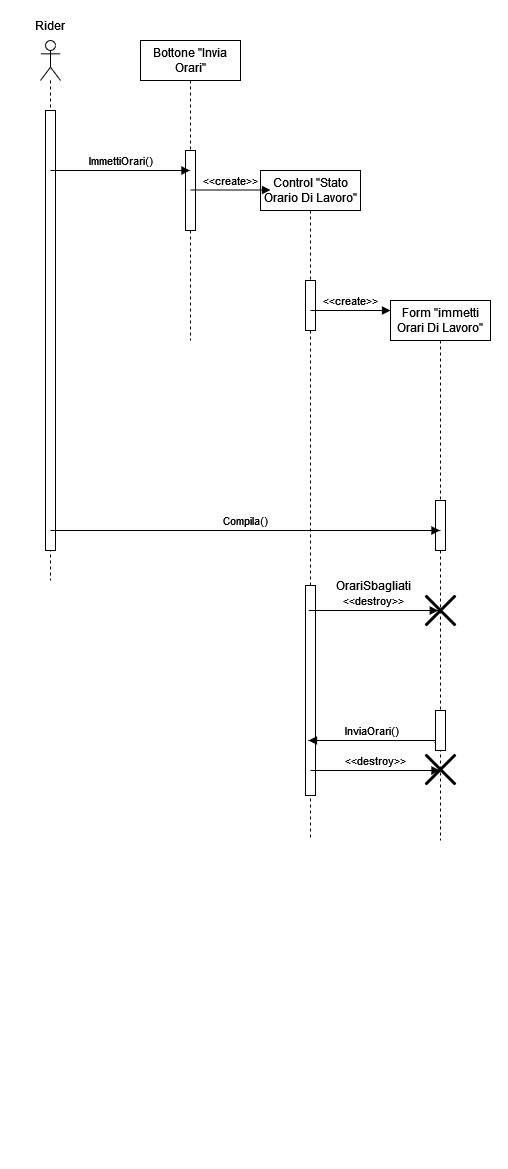 Rider
Bottone "Invia
Orari"
ImmettiOrari()
<<create>>
Control "Stato
Orario Di Lavoro"
<<create>>
Form "immetti
Orari Di Lavoro"
Compila()
OrariSbagliati
<<destroy>>
InviaOrari()
<<destroy>>